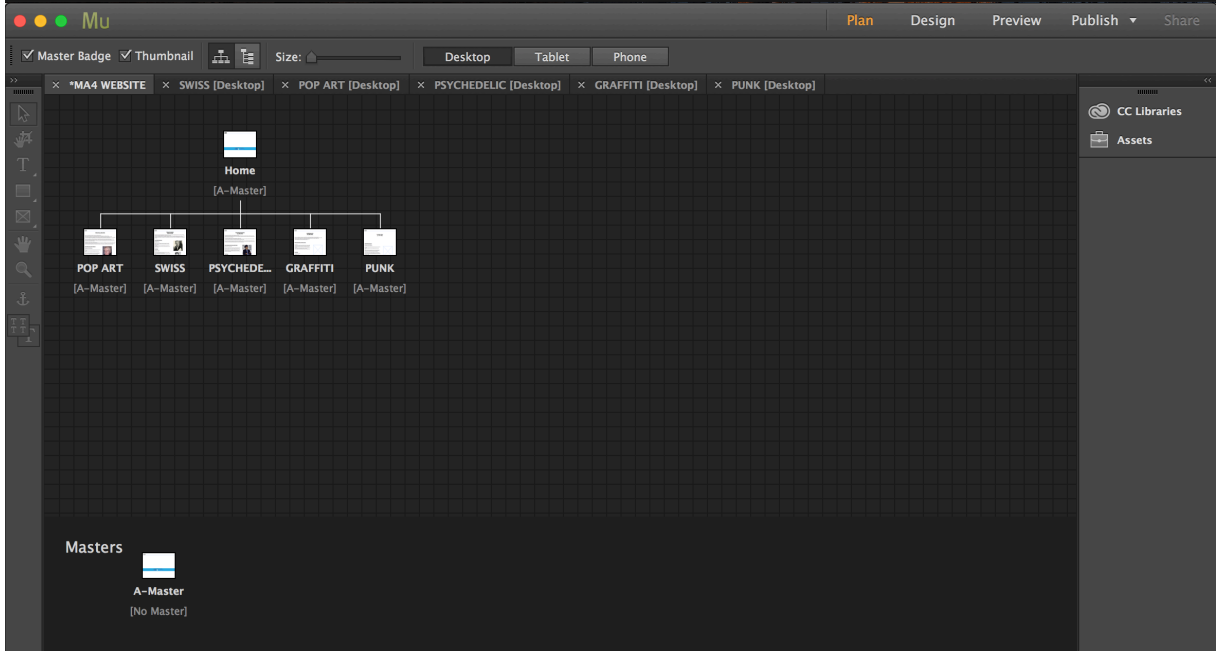 Mu Plan Design Preview Publish Share
Master Badge Thumbnail Size: Desktop Tablet Phone
*MA4 WEBSITE SWISS [Desktop] POP ART [Desktop] PSYCHEDELIC [Desktop] GRAFFITI [Desktop] PUNK [Desktop]
CC Libraries
Assets
Home
[A-Master]
POP ART SWISS PSYCHEDE... GRAFFITI PUNK
[A-Master] [A-Master] [A-Master] [A-Master] [A-Master]
Masters
A-Master
[No Master]